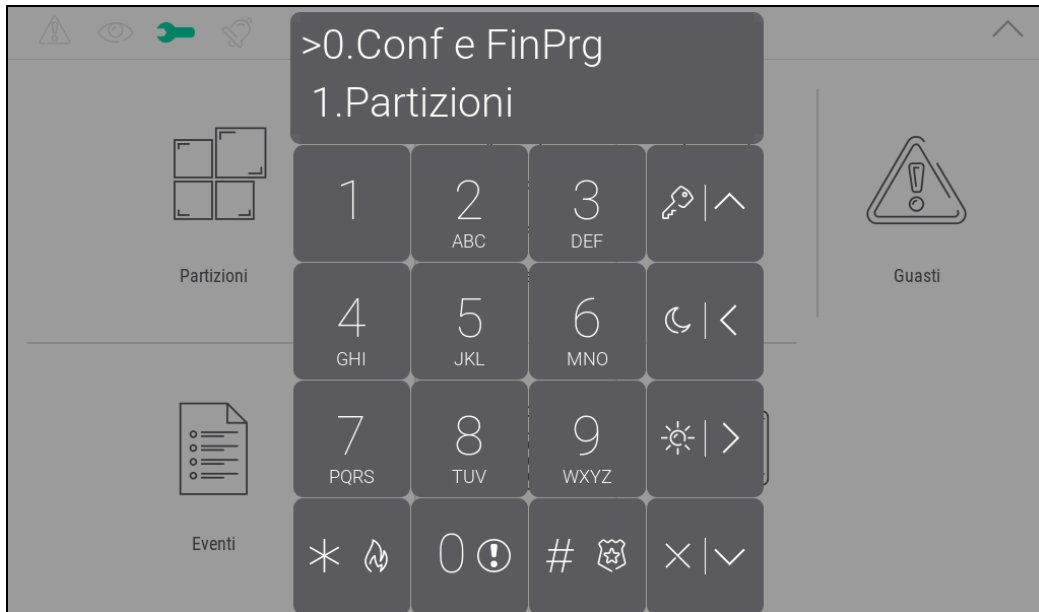 >0.Conf e FinPrg
1.Partizioni
1
2
ABC
3
DEF
4
GHI
5
JKL
6
MNO
7
PQRS
8
TUV
9
WXYZ
*
0
#
Partizioni
Guasti
Eventi